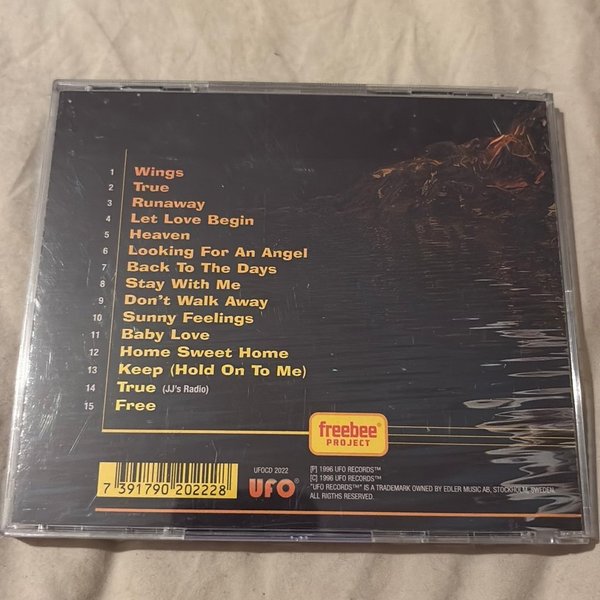 1 Wings
2 True
3 Runaway
4 Let Love Begin
5 Heaven
6 Looking For An Angel
7 Back To The Days
8 Stay With Me
9 Don't Walk Away
10 Sunny Feelings
11 Baby Love
12 Home Sweet Home
13 Keep (Hold On To Me)
14 True (JJ's Radio)
15 Free
freebee®
PROJECT
7 391790 202228
UFOCD 2022
UFO®
[P] 1996 UFO RECORDS™
[C] 1996 UFO RECORDS™
"UFO RECORDS™" IS A TRADEMARK OWNED BY EDLER MUSIC AB, STOCKHOLM, SWEDEN.
ALL RIGTHS RESERVED.